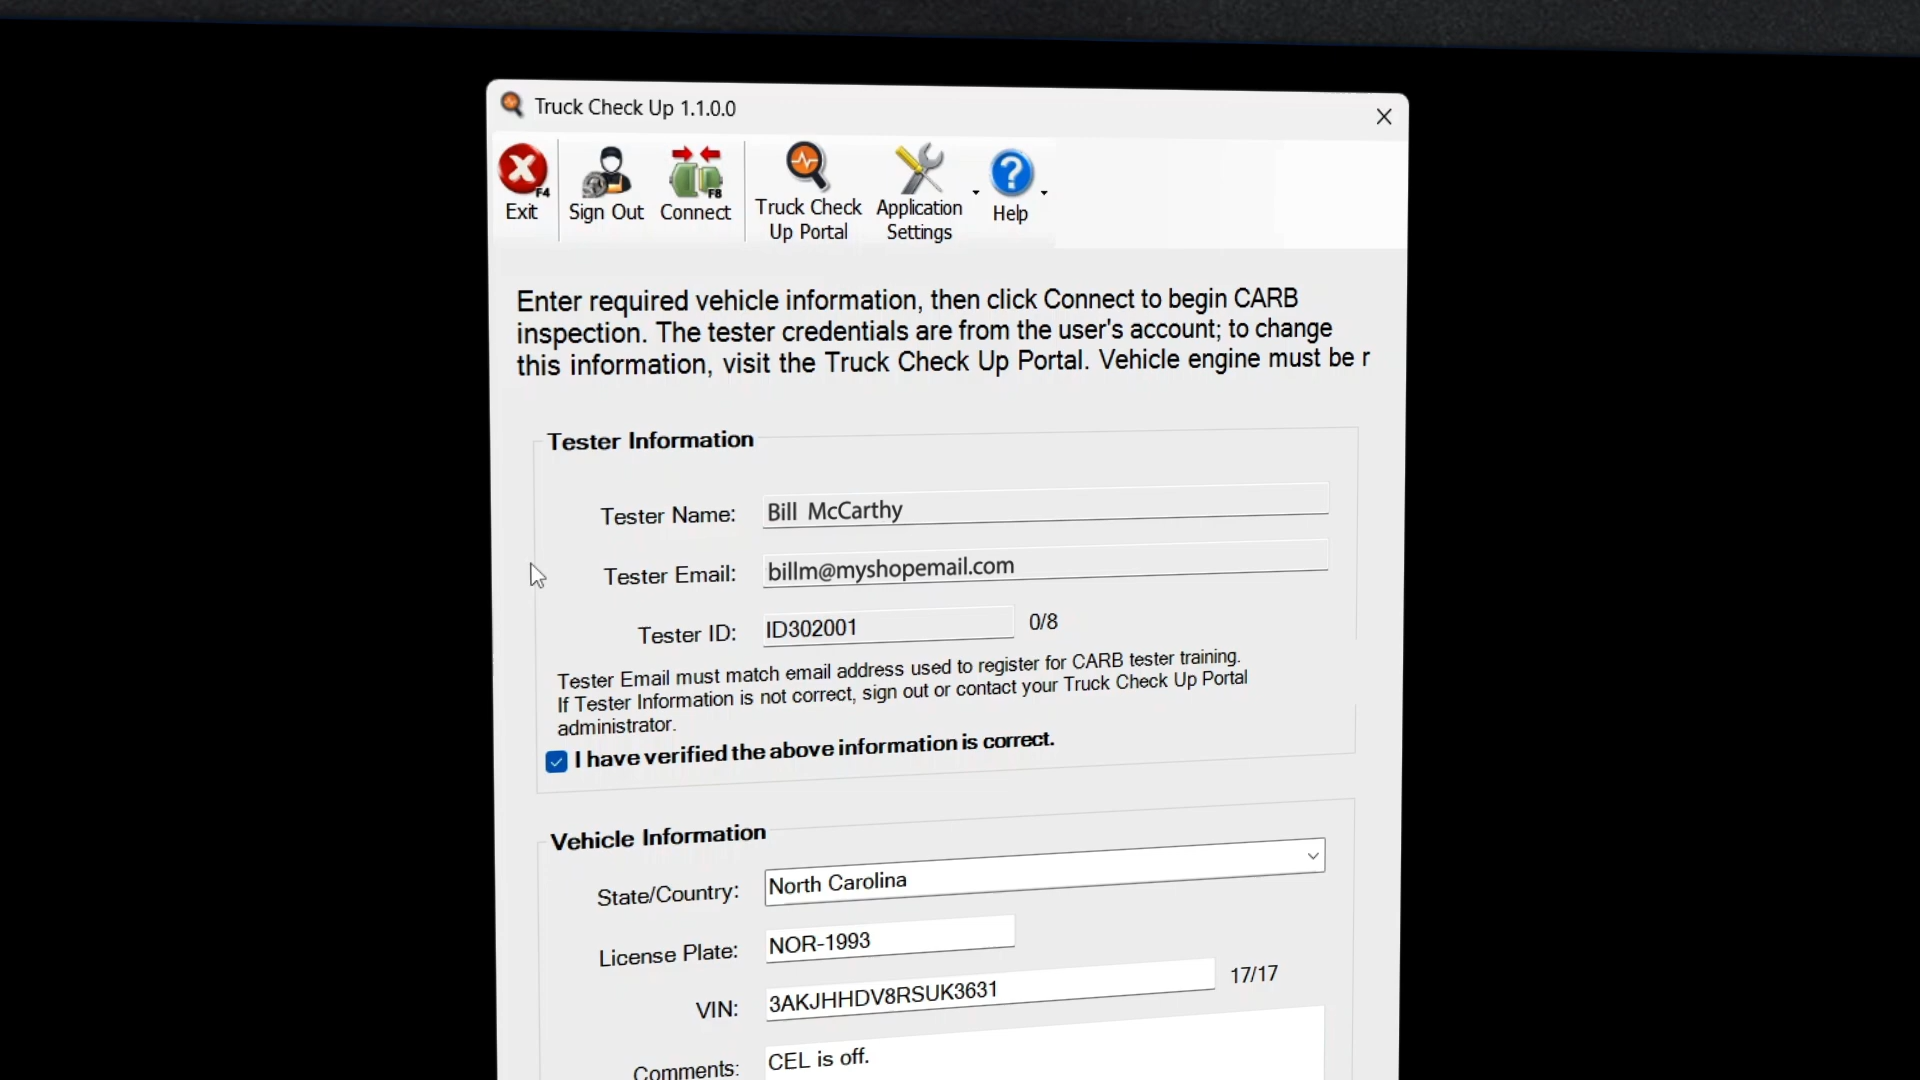 Truck Check Up 1.1.0.0
F4
F8
Exit
Sign Out
Connect
Truck Check
Up Portal
Application
Settings
Help
Enter required vehicle information, then click Connect to begin CARB
inspection. The tester credentials are from the user's account; to change
this information, visit the Truck Check Up Portal. Vehicle engine must be r
Tester Information
Tester Name: Bill McCarthy
Tester Email: billm@myshopemail.com
Tester ID: ID302001 0/8
Tester Email must match email address used to register for CARB tester training.
If Tester Information is not correct, sign out or contact your Truck Check Up Portal
administrator.
I have verified the above information is correct.
Vehicle Information
State/Country: North Carolina
License Plate: NOR-1993
VIN: 3AKJHHDV8RSUK3631 17/17
Comments: CEL is off.